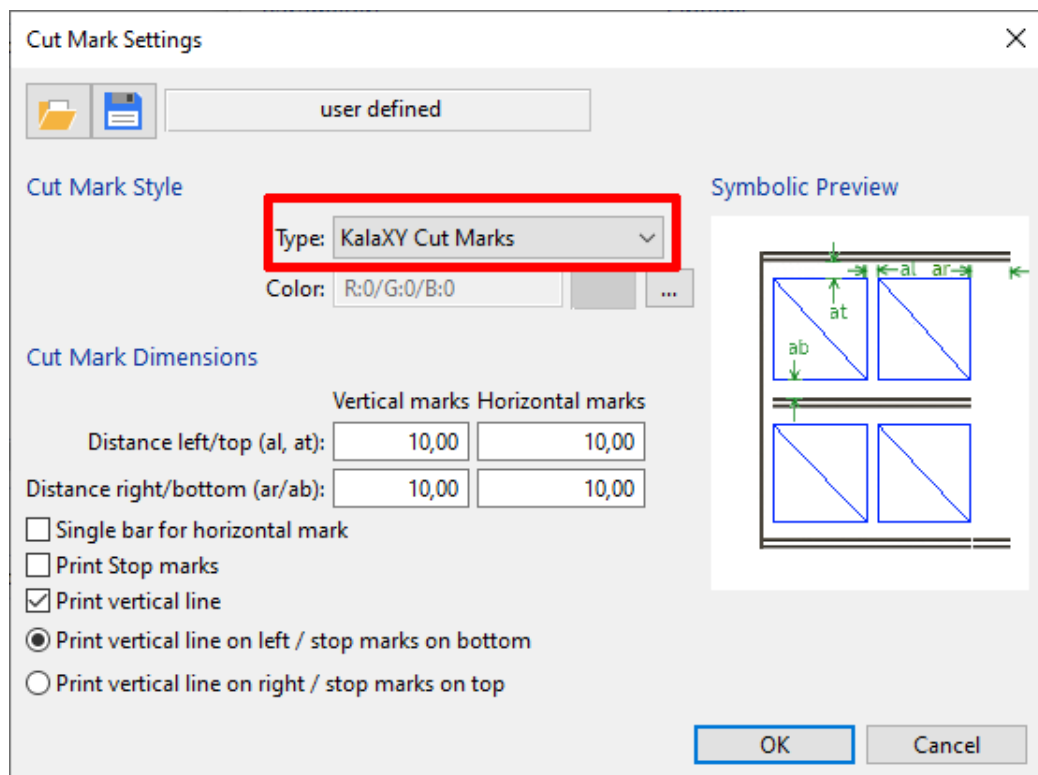 Cut Mark Settings
user defined
Cut Mark Style
Symbolic Preview
Type: KalaXY Cut Marks
Color: R:0/G:0/B:0 ...
al ar
at
ab
Cut Mark Dimensions
Vertical marks Horizontal marks
Distance left/top (al, at): 10,00 10,00
Distance right/bottom (ar/ab): 10,00 10,00
Single bar for horizontal mark
Print Stop marks
Print vertical line
Print vertical line on left / stop marks on bottom
Print vertical line on right / stop marks on top
OK Cancel